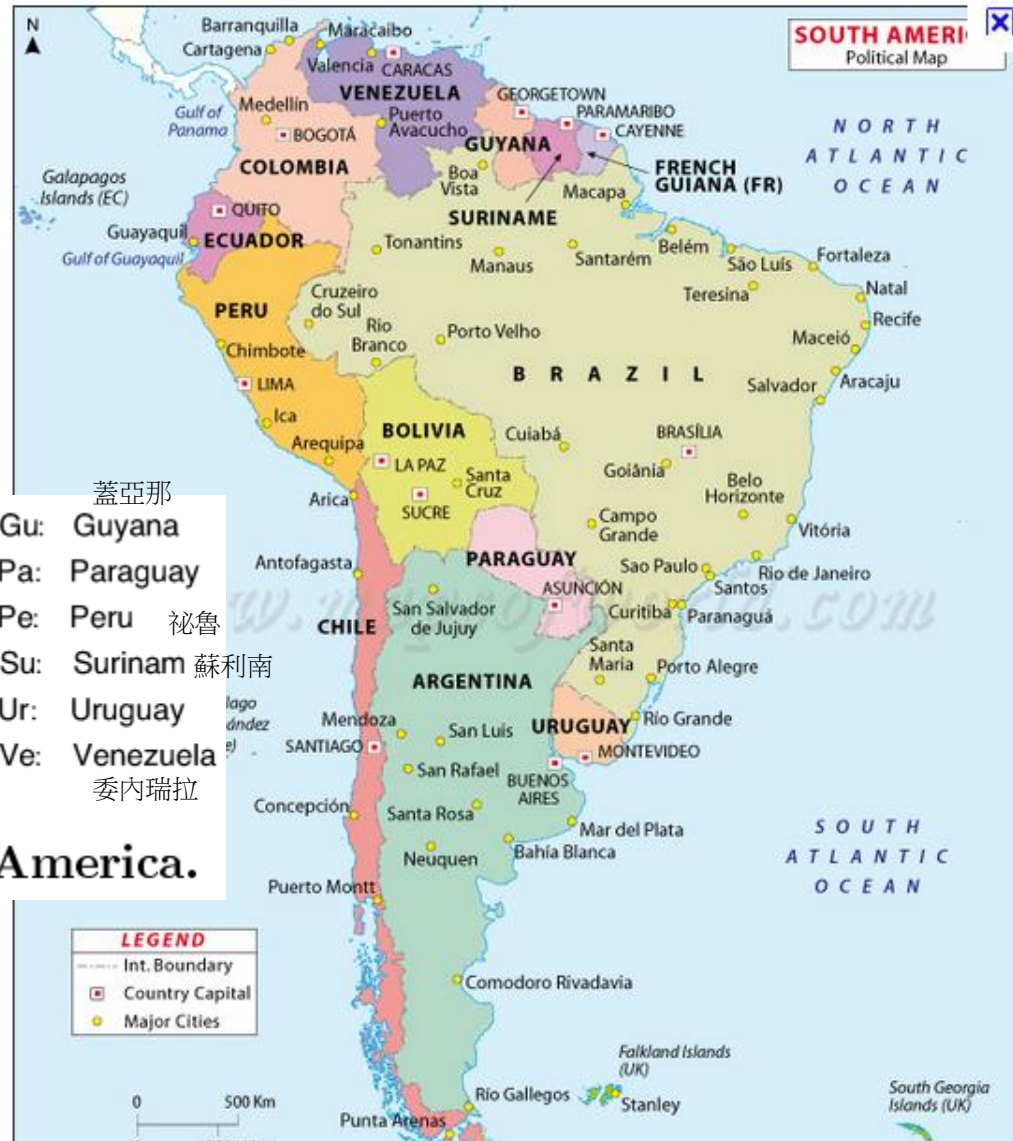 N
SOUTH AMERI
Political Map
Barranquilla
Cartagena
Maracaibo
Valencia
CARACAS
VENEZUELA
GEORGETOWN
PARAMARIBO
CAYENNE
Gulf of
Panama
Medellín
BOGOTÁ
Puerto
Avacucho
GUYANA
COLOMBIA
Boa
Vista
FRENCH
GUIANA (FR)
NORTH
ATLANTIC
OCEAN
Galapagos
Islands (EC)
Macapa
SURINAME
QUITO
Guayaquil
ECUADOR
Gulf of Guayaquil
Tonantins
Manaus
Santarém
Belém
São Luís
Fortaleza
Teresina
Natal
PERU
Cruzeiro
do Sul
Rio
Branco
Porto Velho
Recife
Maceió
Chimbote
BRAZIL
LIMA
Salvador
Aracaju
Ica
BOLIVIA
Cuiabá
BRASÍLIA
Arequipa
LA PAZ
Santa
Cruz
Goiânia
Belo
Horizonte
Arica
SUCRE
Campo
Grande
Vitória
蓋亞那
Gu: Guyana
Pa: Paraguay
Pe: Peru 祕魯
Su: Surinam 蘇利南
Ur: Uruguay
Ve: Venezuela
委內瑞拉
America.
Antofagasta
PARAGUAY
Sao Paulo
Rio de Janeiro
Santos
ASUNCIÓN
San Salvador
de Jujuy
Curitiba
Paranaguá
CHILE
Santa
Maria
Porto Alegre
ARGENTINA
lago
ández
e)
Mendoza
San Luis
URUGUAY
Río Grande
SANTIAGO
MONTEVIDEO
San Rafael
BUENOS
AIRES
Concepción
Santa Rosa
Mar del Plata
Neuquen
Bahía Blanca
SOUTH
ATLANTIC
OCEAN
Puerto Montt
LEGEND
Int. Boundary
Country Capital
Major Cities
Comodoro Rivadavia
Falkland Islands
(UK)
Stanley
Río Gallegos
South Georgia
Islands (UK)
0 500 Km
Punta Arenas